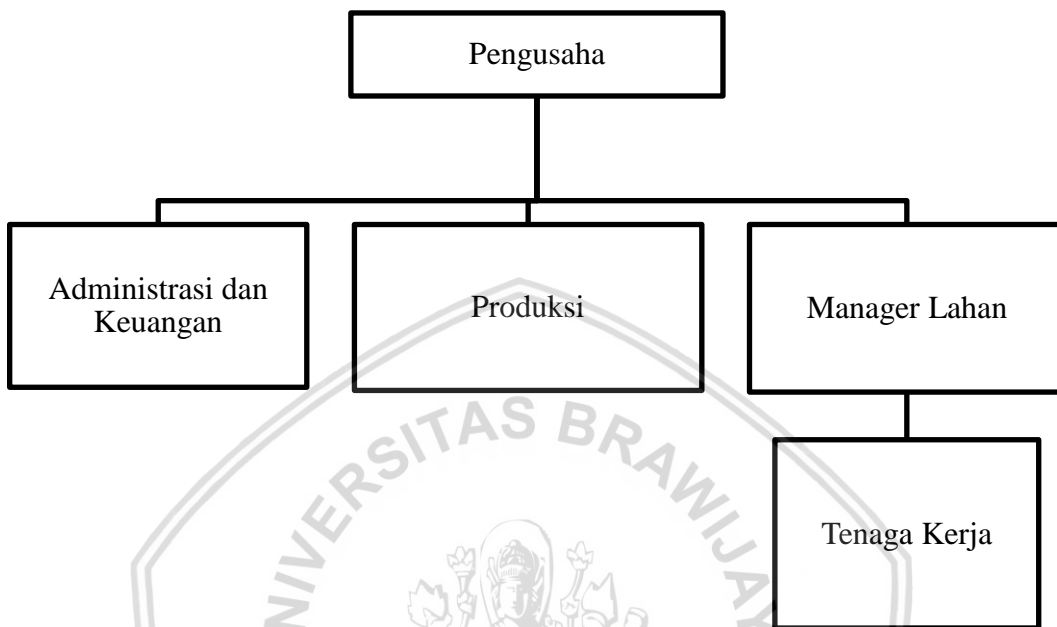 Pengusaha
Administrasi dan
Keuangan
Produksi
Manager Lahan
Tenaga Kerja
UNIVERSITAS BRAWIJAYA